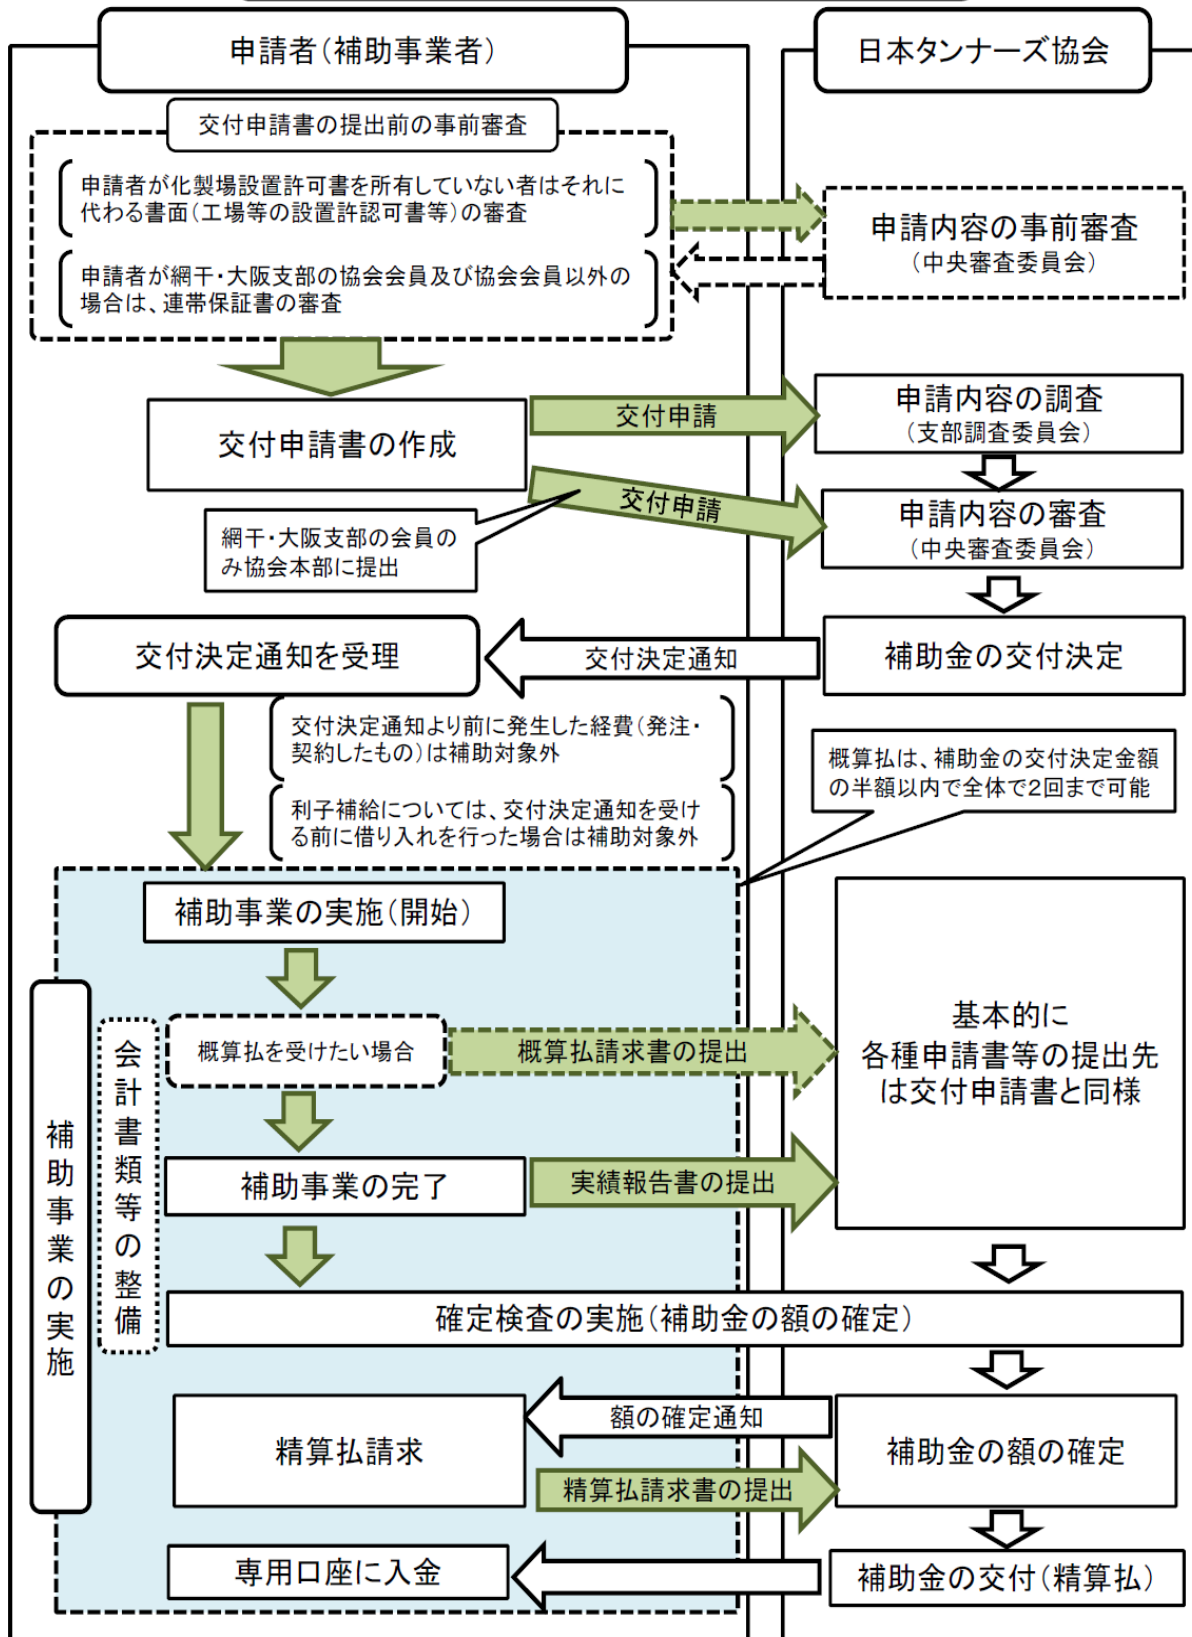 申請者（補助事業者）
日本タンナーズ協会
交付申請書の提出前の事前審査
申請者が化製場設置許可書を所有していない者はそれに
代わる書面（工場等の設置許認可書等）の審査
申請者が網干・大阪支部の協会会員及び協会会員以外の
場合は、連帯保証書の審査
申請内容の事前審査
（中央審査委員会）
交付申請書の作成
交付申請
申請内容の調査
（支部調査委員会）
交付申請
申請内容の審査
（中央審査委員会）
網干・大阪支部の会員の
み協会本部に提出
交付決定通知を受理
交付決定通知
補助金の交付決定
交付決定通知より前に発生した経費（発注・
契約したもの）は補助対象外
利子補給については、交付決定通知を受け
る前に借り入れを行った場合は補助対象外
概算払は、補助金の交付決定金額
の半額以内で全体で2回まで可能
補助事業の実施
会計書類等の整備
補助事業の実施（開始）
概算払を受けたい場合
概算払請求書の提出
基本的に
各種申請書等の提出先
は交付申請書と同様
補助事業の完了
実績報告書の提出
確定検査の実施（補助金の額の確定）
精算払請求
額の確定通知
精算払請求書の提出
補助金の額の確定
専用口座に入金
補助金の交付（精算払）